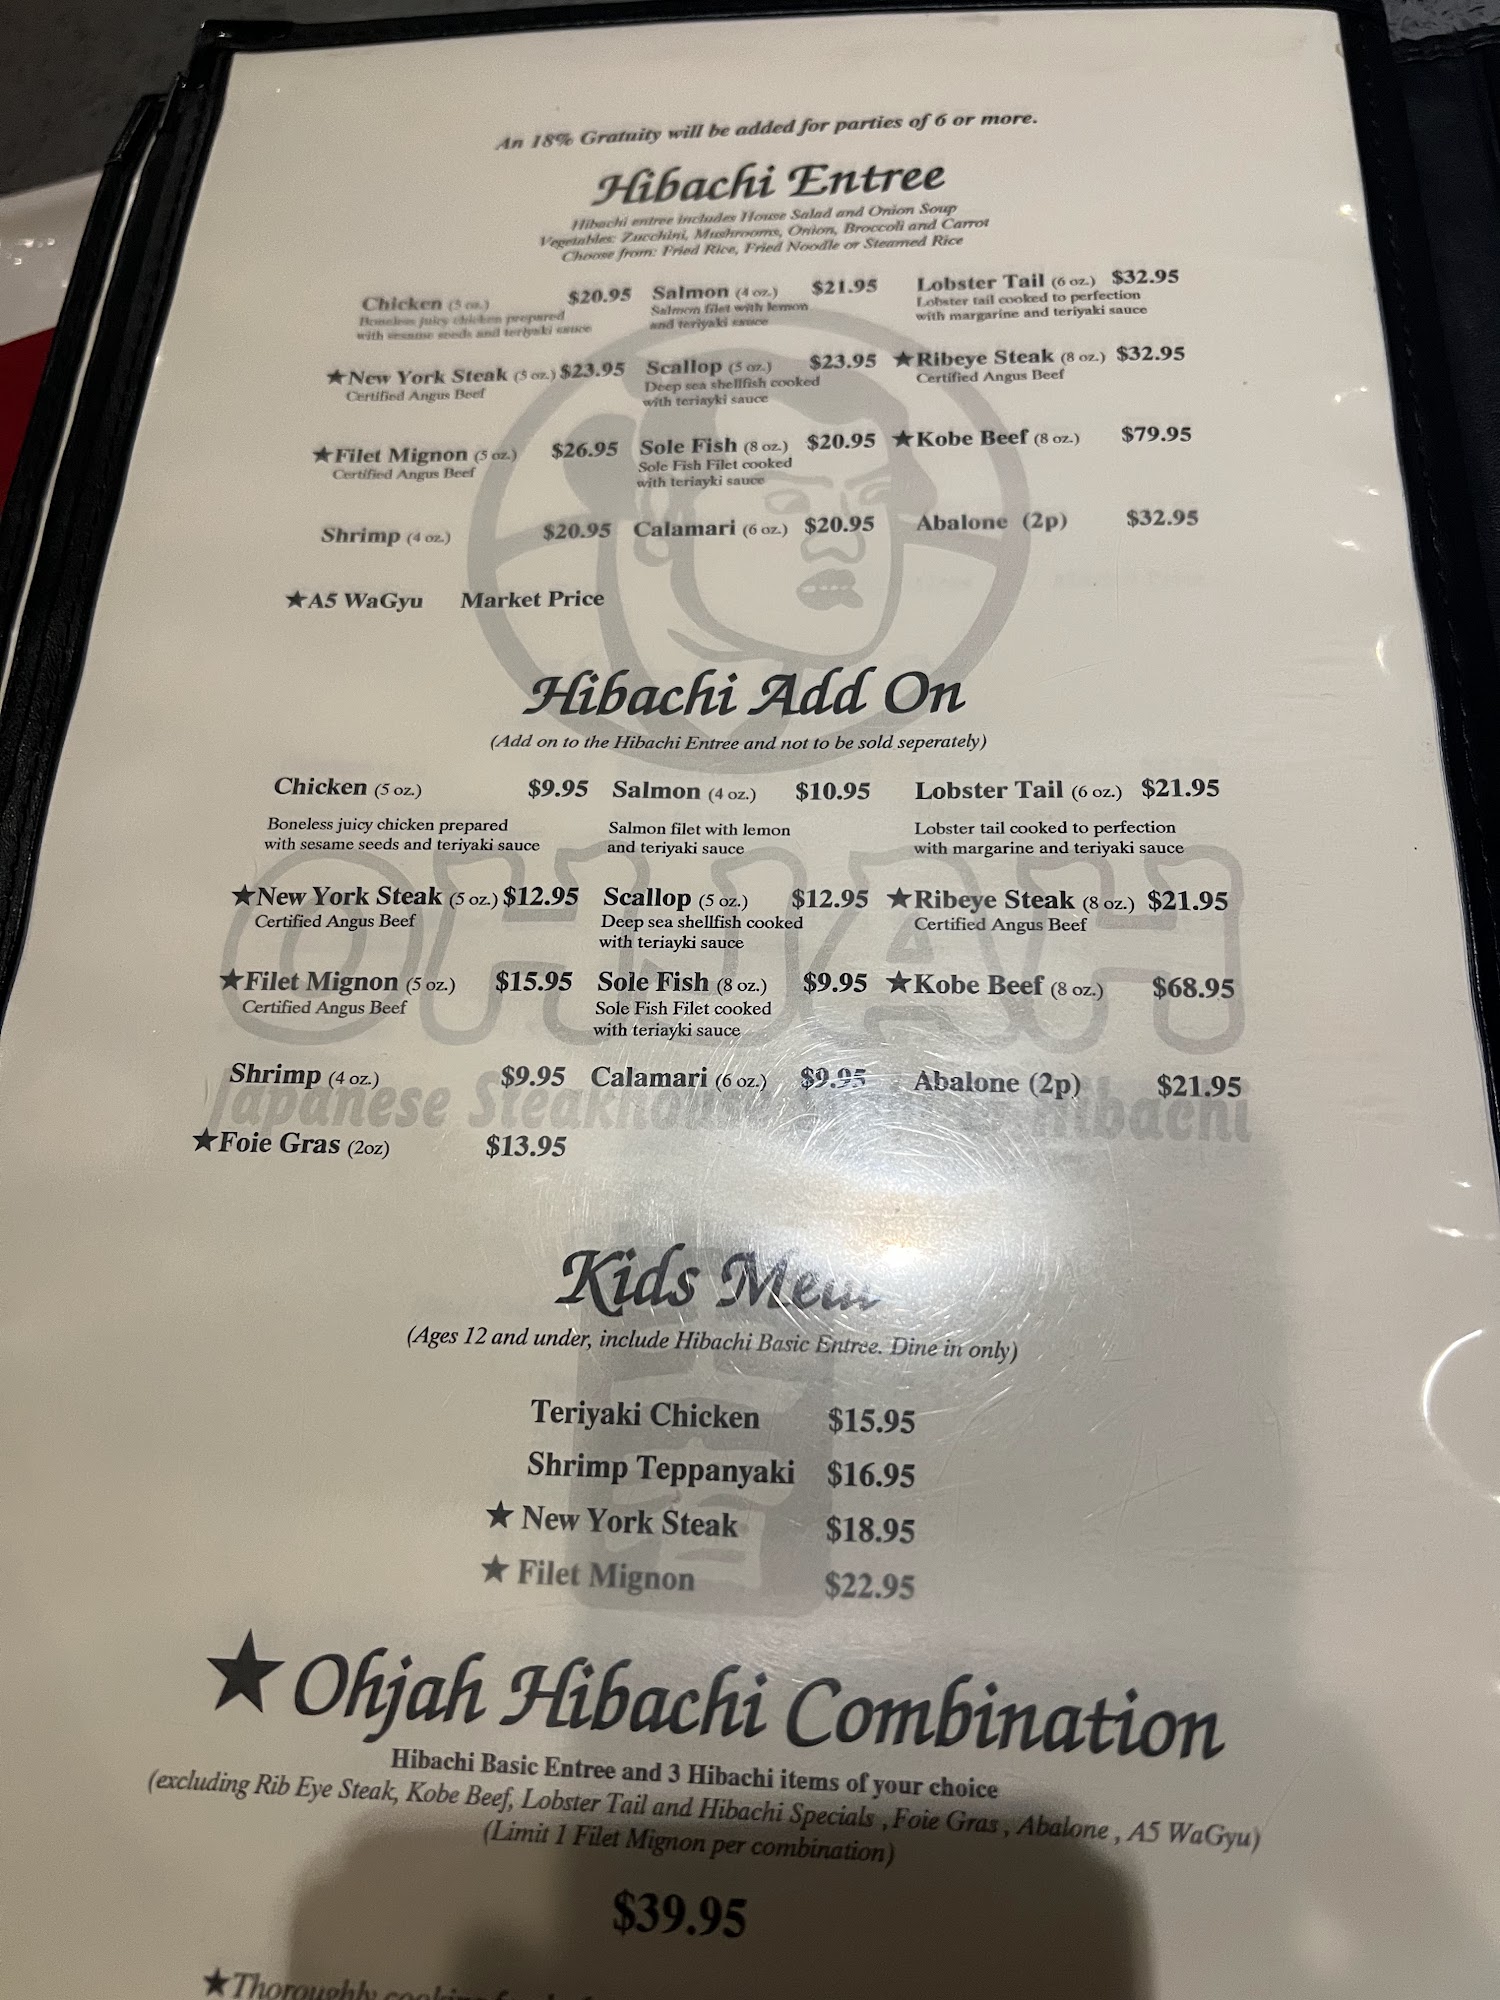 An 18% Gratuity will be added for parties of 6 or more.
Hibachi Entree
Hibachi entree includes House Salad and Onion Soup
Vegetables: Zucchini, Mushrooms, Onion, Broccoli and Carrot
Choose from: Fried Rice, Fried Noodle or Steamed Rice
Chicken (5 oz.) $20.95 Salmon (4 oz.) $21.95 Lobster Tail (6 oz.) $32.95
Boneless juicy chicken prepared Salmon filet with lemon Lobster tail cooked to perfection
with sesame seeds and teriyaki sauce and teriyaki sauce with margarine and teriyaki sauce
★New York Steak (5 oz.) $23.95 Scallop (5 oz.) $23.95 ★Ribeye Steak (8 oz.) $32.95
Certified Angus Beef Deep sea shellfish cooked Certified Angus Beef
with teriayki sauce
★Filet Mignon (5 oz.) $26.95 Sole Fish (8 oz.) $20.95 ★Kobe Beef (8 oz.) $79.95
Certified Angus Beef Sole Fish Filet cooked
with teriayki sauce
Shrimp (4 oz.) $20.95 Calamari (6 oz.) $20.95 Abalone (2p) $32.95
★A5 WaGyu Market Price
Hibachi Add On
(Add on to the Hibachi Entree and not to be sold seperately)
Chicken (5 oz.) $9.95 Salmon (4 oz.) $10.95 Lobster Tail (6 oz.) $21.95
Boneless juicy chicken prepared Salmon filet with lemon Lobster tail cooked to perfection
with sesame seeds and teriyaki sauce and teriyaki sauce with margarine and teriyaki sauce
OHJAH
★New York Steak (5 oz.) $12.95 Scallop (5 oz.) $12.95 ★Ribeye Steak (8 oz.) $21.95
Certified Angus Beef Deep sea shellfish cooked Certified Angus Beef
with teriayki sauce
★Filet Mignon (5 oz.) $15.95 Sole Fish (8 oz.) $9.95 ★Kobe Beef (8 oz.) $68.95
Certified Angus Beef Sole Fish Filet cooked
with teriayki sauce
Shrimp (4 oz.) $9.95 Calamari (6 oz.) $9.95 Abalone (2p) $21.95
Japanese Steakhouse Hibachi
★Foie Gras (2oz) $13.95
Kids Meal
(Ages 12 and under, include Hibachi Basic Entree. Dine in only)
Teriyaki Chicken $15.95
Shrimp Teppanyaki $16.95
★ New York Steak $18.95
★ Filet Mignon $22.95
★Ohjah Hibachi Combination
Hibachi Basic Entree and 3 Hibachi items of your choice
(excluding Rib Eye Steak, Kobe Beef, Lobster Tail and Hibachi Specials , Foie Gras , Abalone , A5 WaGyu)
(Limit 1 Filet Mignon per combination)
$39.95
★Thoroughly cooking